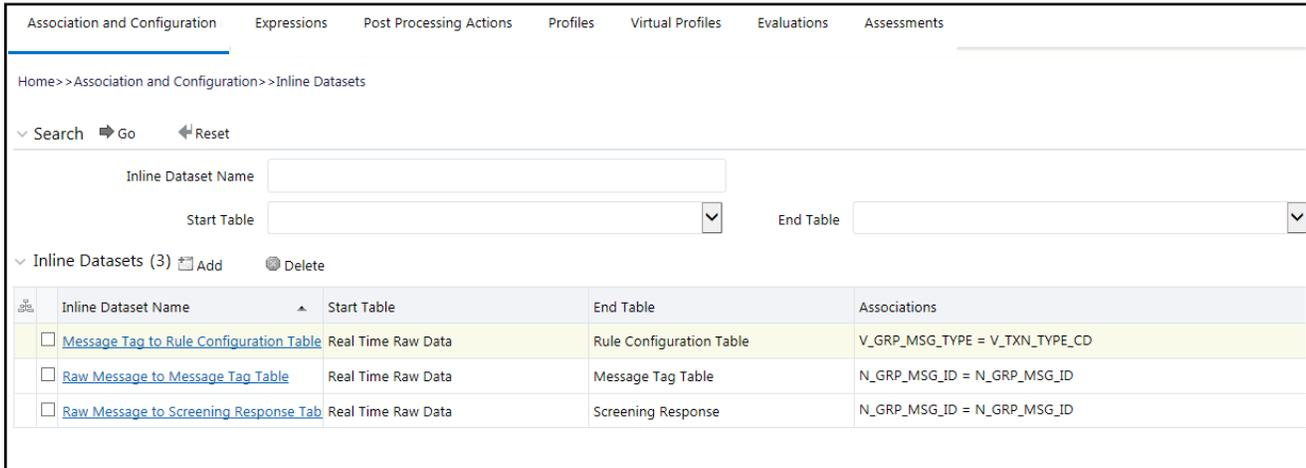 Association and Configuration Expressions Post Processing Actions Profiles Virtual Profiles Evaluations Assessments
Home>>Association and Configuration>>Inline Datasets
Search Go Reset
Inline Dataset Name
Start Table End Table
Inline Datasets (3) Add Delete
Inline Dataset Name Start Table End Table Associations
Message Tag to Rule Configuration Table Real Time Raw Data Rule Configuration Table V_GRP_MSG_TYPE = V_TXN_TYPE_CD
Raw Message to Message Tag Table Real Time Raw Data Message Tag Table N_GRP_MSG_ID = N_GRP_MSG_ID
Raw Message to Screening Response Tab Real Time Raw Data Screening Response N_GRP_MSG_ID = N_GRP_MSG_ID